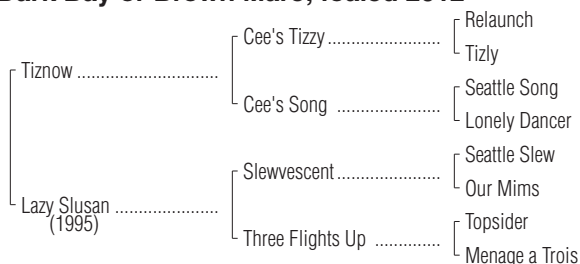 Dark Bay or Brown Mare; foaled 2012
Relaunch
Cee's Tizzy ........................
Tizly
Tiznow ..............................
Seattle Song
Cee's Song ......................
Lonely Dancer
Seattle Slew
Slewvescent......................
Our Mims
Lazy Slusan ......................
(1995)
Topsider
Three Flights Up ..............
Menage a Trois